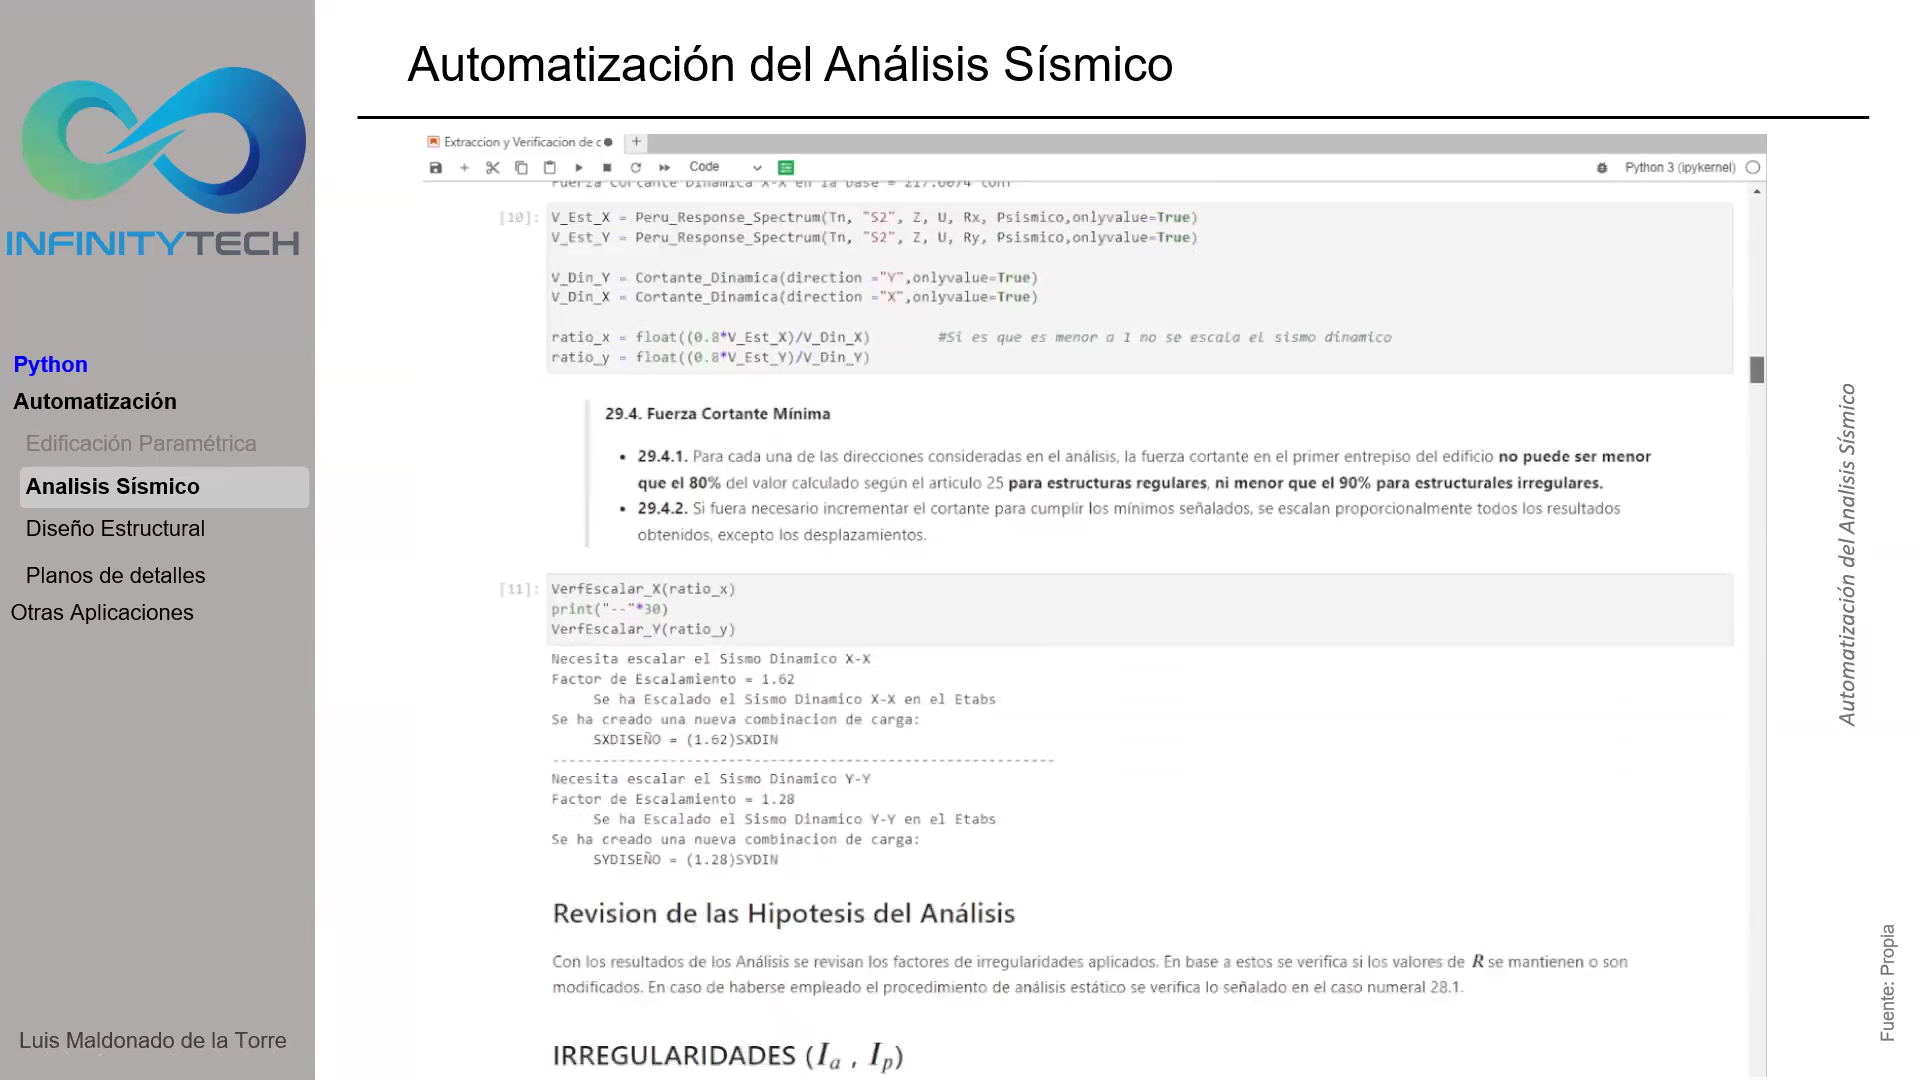 Automatización del Análisis Sísmico
INFINITYTECH
Python
Automatización
Edificación Paramétrica
Analisis Sísmico
Diseño Estructural
Planos de detalles
Otras Aplicaciones
Luis Maldonado de la Torre
Extraccion y Verificacion de c
Code
Python 3 (ipykernel)
Fuerza Cortante Dinamica X-X en la base = 217.6074 tonf
[10]: V_Est_X = Peru_Response_Spectrum(Tn, "S2", Z, U, Rx, Psismico,onlyvalue=True)
V_Est_Y = Peru_Response_Spectrum(Tn, "S2", Z, U, Ry, Psismico,onlyvalue=True)
V_Din_Y = Cortante_Dinamica(direction ="Y",onlyvalue=True)
V_Din_X = Cortante_Dinamica(direction ="X",onlyvalue=True)
ratio_x = float((0.8*V_Est_X)/V_Din_X) #Si es que es menor a 1 no se escala el sismo dinamico
ratio_y = float((0.8*V_Est_Y)/V_Din_Y)
29.4. Fuerza Cortante Mínima
• 29.4.1. Para cada una de las direcciones consideradas en el análisis, la fuerza cortante en el primer entrepiso del edificio no puede ser menor
que el 80% del valor calculado según el articulo 25 para estructuras regulares, ni menor que el 90% para estructurales irregulares.
• 29.4.2. Si fuera necesario incrementar el cortante para cumplir los mínimos señalados, se escalan proporcionalmente todos los resultados
obtenidos, excepto los desplazamientos.
[11]: VerfEscalar_X(ratio_x)
print("--"*30)
VerfEscalar_Y(ratio_y)
Necesita escalar el Sismo Dinamico X-X
Factor de Escalamiento = 1.62
Se ha Escalado el Sismo Dinamico X-X en el Etabs
Se ha creado una nueva combinacion de carga:
SXDISEÑO = (1.62)SXDIN
------------------------------------------------------------
Necesita escalar el Sismo Dinamico Y-Y
Factor de Escalamiento = 1.28
Se ha Escalado el Sismo Dinamico Y-Y en el Etabs
Se ha creado una nueva combinacion de carga:
SYDISEÑO = (1.28)SYDIN
Revision de las Hipotesis del Análisis
Con los resultados de los Análisis se revisan los factores de irregularidades aplicados. En base a estos se verifica si los valores de R se mantienen o son
modificados. En caso de haberse empleado el procedimiento de análisis estático se verifica lo señalado en el caso numeral 28.1.
IRREGULARIDADES (Ia , Ip)
Automatización del Analisis Sísmico
Fuente: Propia